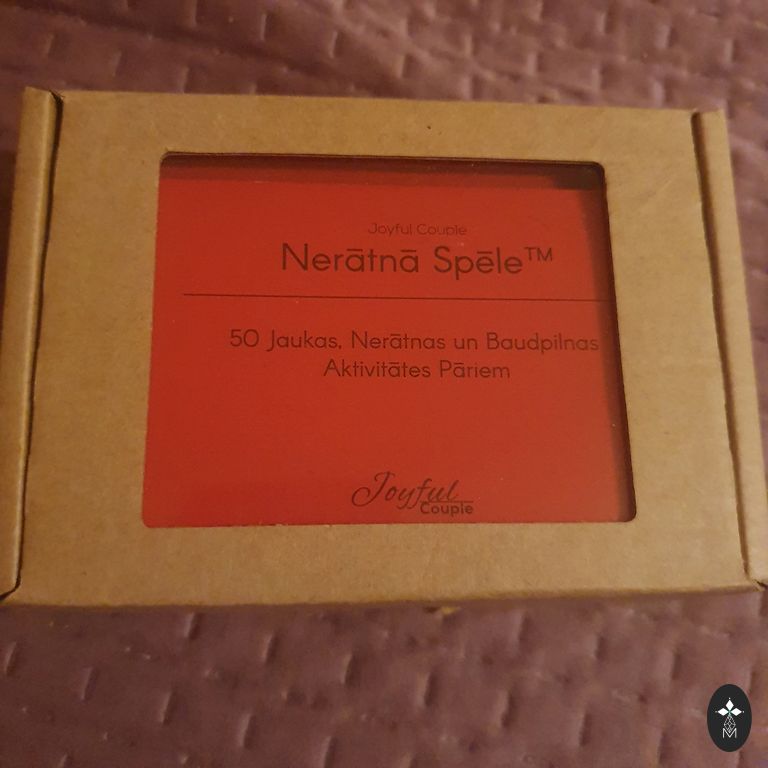 Joyful Couple
Nerātnā Spēle™
50 Jaukas, Nerātnas un Baudpilnas
Aktivitātes Pāriem
Joyful
Couple
M